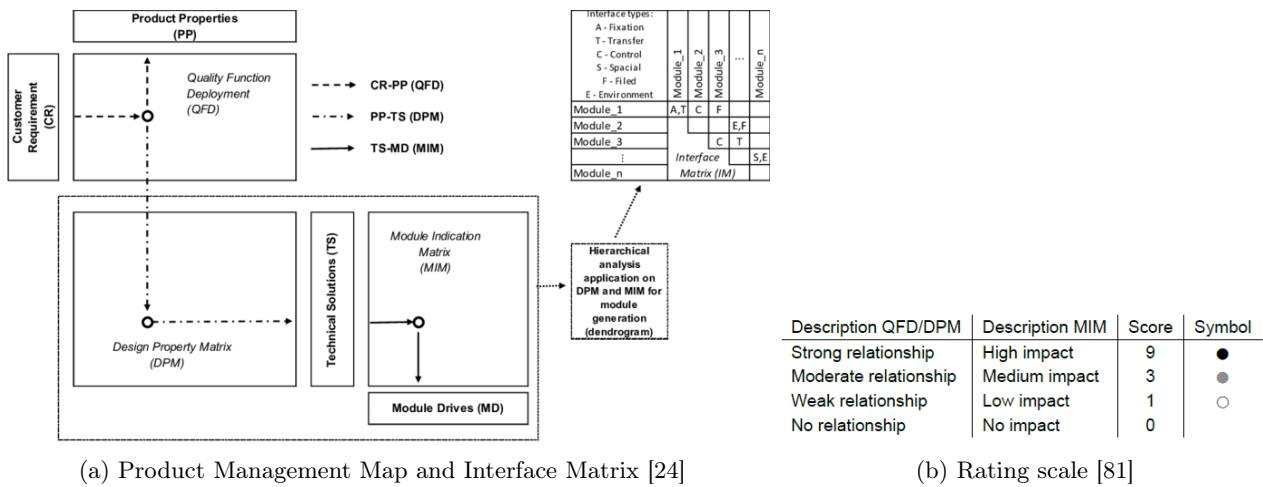 Product Properties
(PP)
Customer
Requirement
(CR)
Quality Function
Deployment
(QFD)
CR-PP (QFD)
PP-TS (DPM)
TS-MD (MIM)
Design Property Matrix
(DPM)
Technical Solutions (TS)
Module Indication
Matrix
(MIM)
Module Drives (MD)
Hierarchical
analysis
application on
DPM and MIM for
module
generation
(dendrogram)
Interface types:
A - Fixation
T - Transfer
C - Control
S - Spacial
F - Filed
E - Environment
Module_1
Module_2
Module_3
...
Module_n
Module_1 A,T C F
Module_2 E,F
Module_3 C T
⋮ Interface S,E
Module_n Matrix (IM)
Description QFD/DPM Description MIM Score Symbol
Strong relationship High impact 9 ●
Moderate relationship Medium impact 3 ●
Weak relationship Low impact 1 ○
No relationship No impact 0
(a) Product Management Map and Interface Matrix [24]
(b) Rating scale [81]